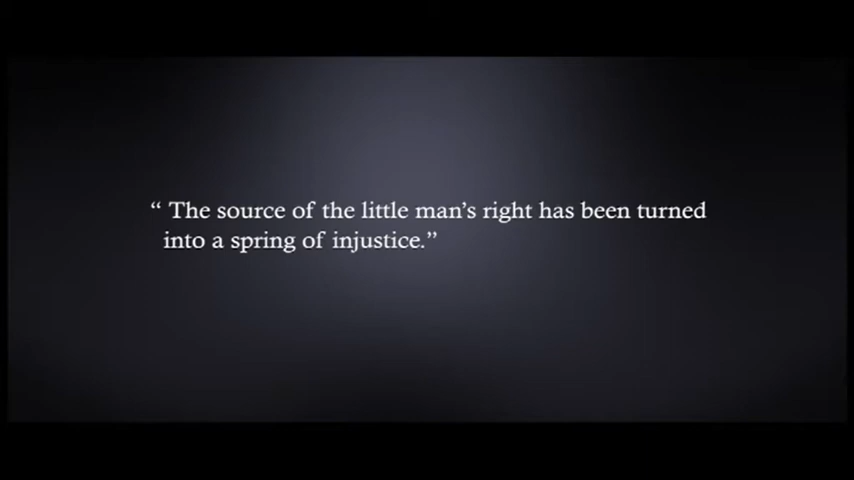 “ The source of the little man’s right has been turned
into a spring of injustice.”